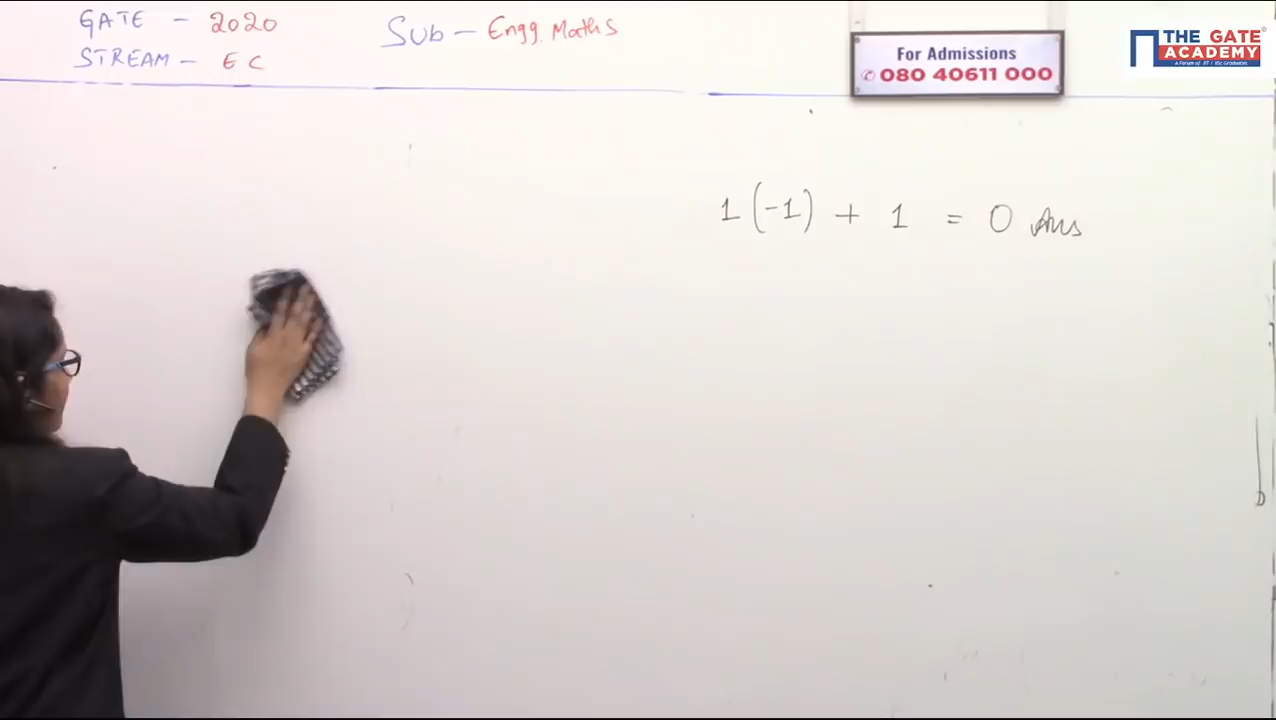 GATE - 2020
STREAM - EC
Sub - Engg. Maths
For Admissions
080 40611 000
THE GATE
ACADEMY
1(-1) + 1 = 0 Ans